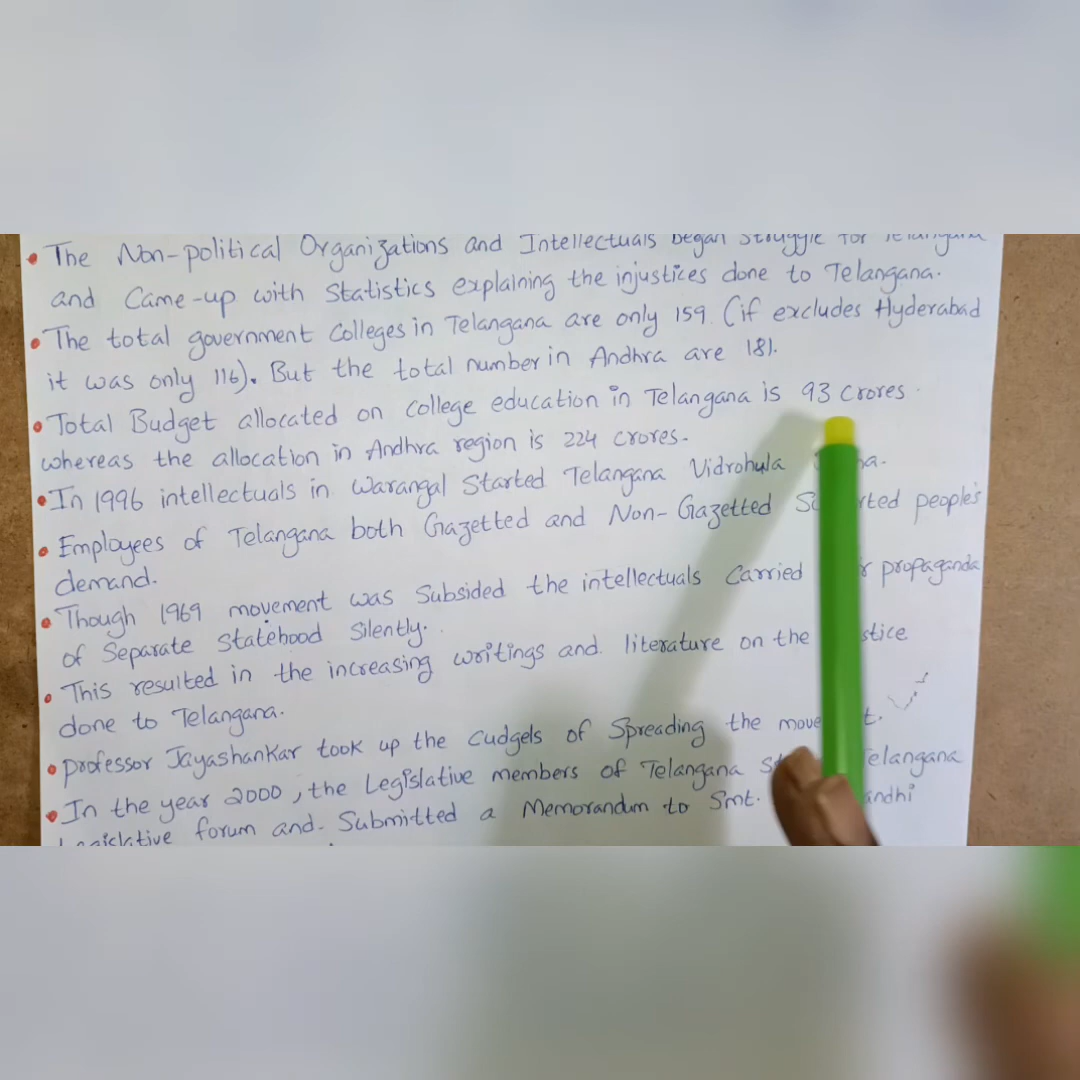 • The Non-political Organizations and Intellectuals began struggle for Telangana
and Came-up with Statistics explaining the injustices done to Telangana.
• The total government Colleges in Telangana are only 159 (if excludes Hyderabad
it was only 116). But the total number in Andhra are 181.
• Total Budget allocated on College education in Telangana is 93 Crores
whereas the allocation in Andhra region is 224 crores.
• In 1996 intellectuals in Warangal Started Telangana Vidrohula
• Employees of Telangana both Gazetted and Non-Gazetted people's
demand.
• Though 1969 movement was Subsided the intellectuals Carried propaganda
of Separate Statehood Silently.
• This resulted in the increasing writings and literature on the
done to Telangana.
• Professor Jayashankar took up the Cudgels of Spreading the
• In the year 2000, the Legislative members of Telangana Telangana
Legislative forum and Submitted a Memorandum to Smt.